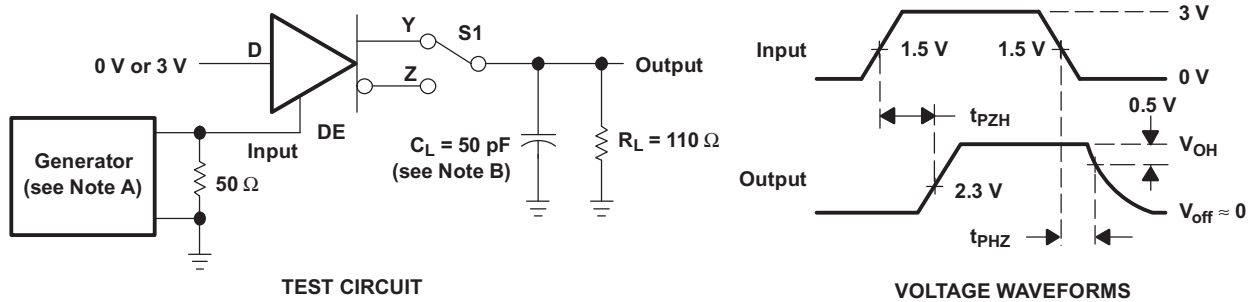 0 V or 3 V
D
Y
Z
S1
Output
DE
Input
Generator
(see Note A)
50 Ω
C_L = 50 pF
(see Note B)
R_L = 110 Ω
TEST CIRCUIT
Input
1.5 V
1.5 V
3 V
0 V
0.5 V
t_PZH
V_OH
Output
2.3 V
V_off ≈ 0
t_PHZ
VOLTAGE WAVEFORMS